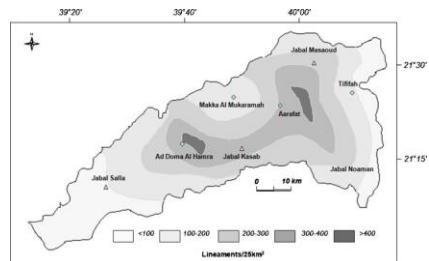 39°20 39°40 40°00
N
Jabal Masaoud
21°30
Tififah
Makka Al Mukaramah
Aarafat
Ad Doma Al Hamra
Jabal Kasab
21°15
Jabal Salla
Jabal Noaman
0 10 km
<100 100-200 200-300 300-400 >400
Lineaments/25km²